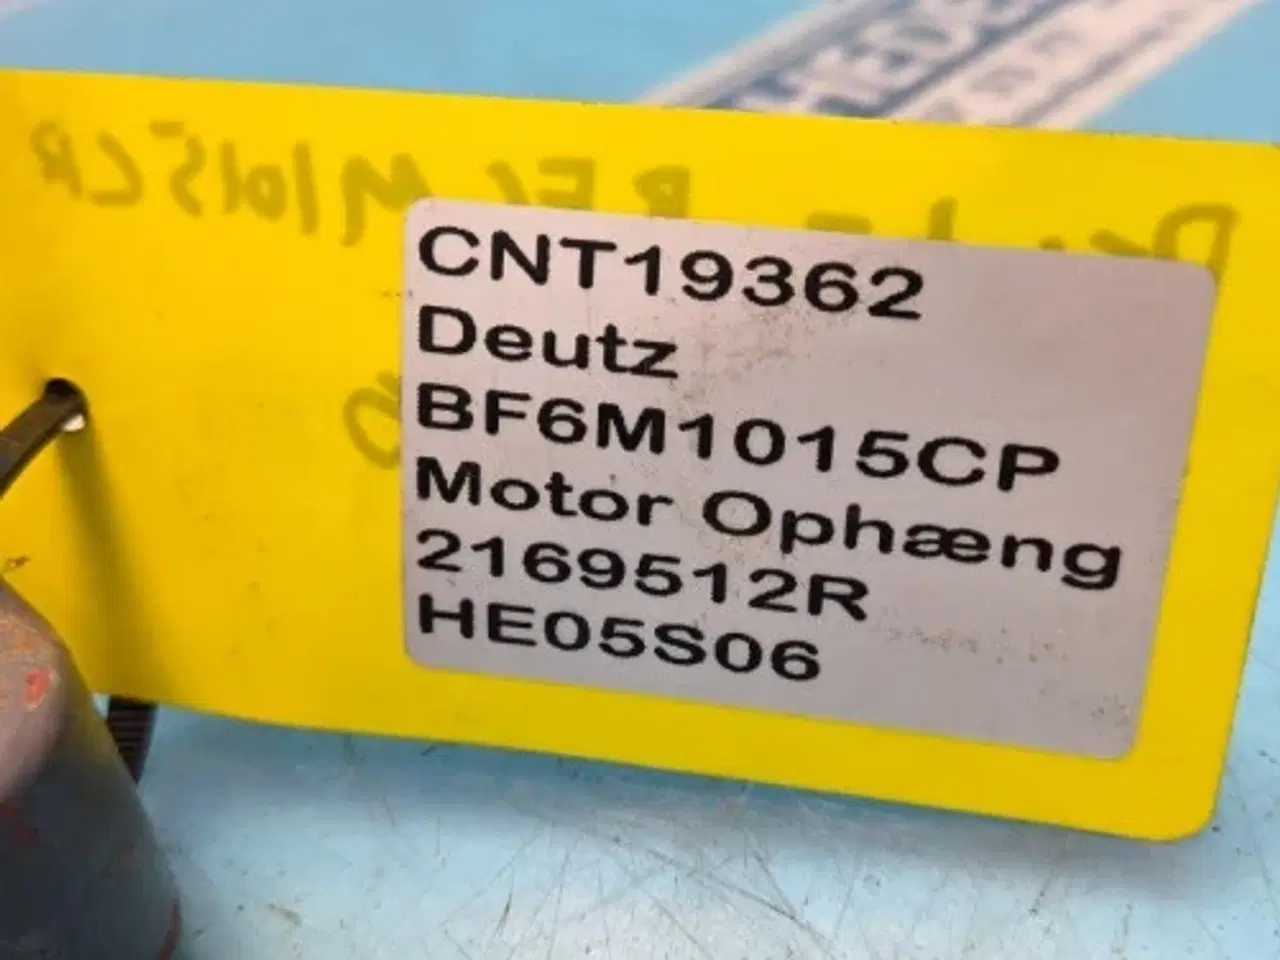 CNT19362
Deutz
BF6M1015CP
Motor Ophæng
2169512R
HE05S06